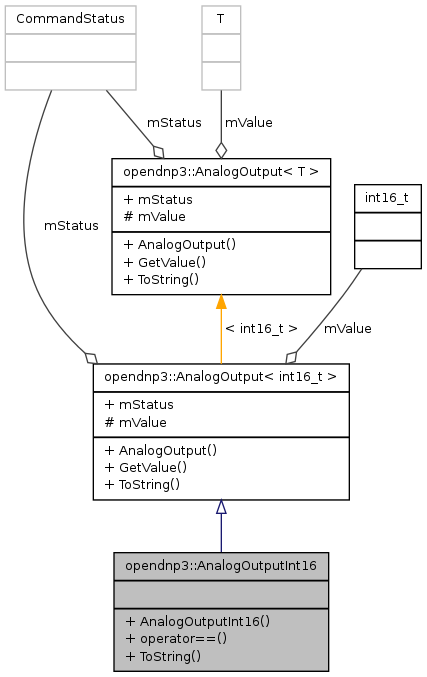 CommandStatus
T
mStatus
mValue
opendnp3::AnalogOutput< T >
+ mStatus
# mValue
+ AnalogOutput()
+ GetValue()
+ ToString()
int16_t
mStatus
< int16_t >
mValue
opendnp3::AnalogOutput< int16_t >
+ mStatus
# mValue
+ AnalogOutput()
+ GetValue()
+ ToString()
opendnp3::AnalogOutputInt16
+ AnalogOutputInt16()
+ operator==()
+ ToString()